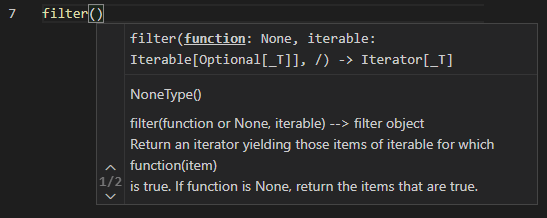 7 filter()
filter(function: None, iterable:
Iterable[Optional[_T]], /) -> Iterator[_T]
NoneType()
filter(function or None, iterable) --> filter object
Return an iterator yielding those items of iterable for which
function(item)
1/2
is true. If function is None, return the items that are true.